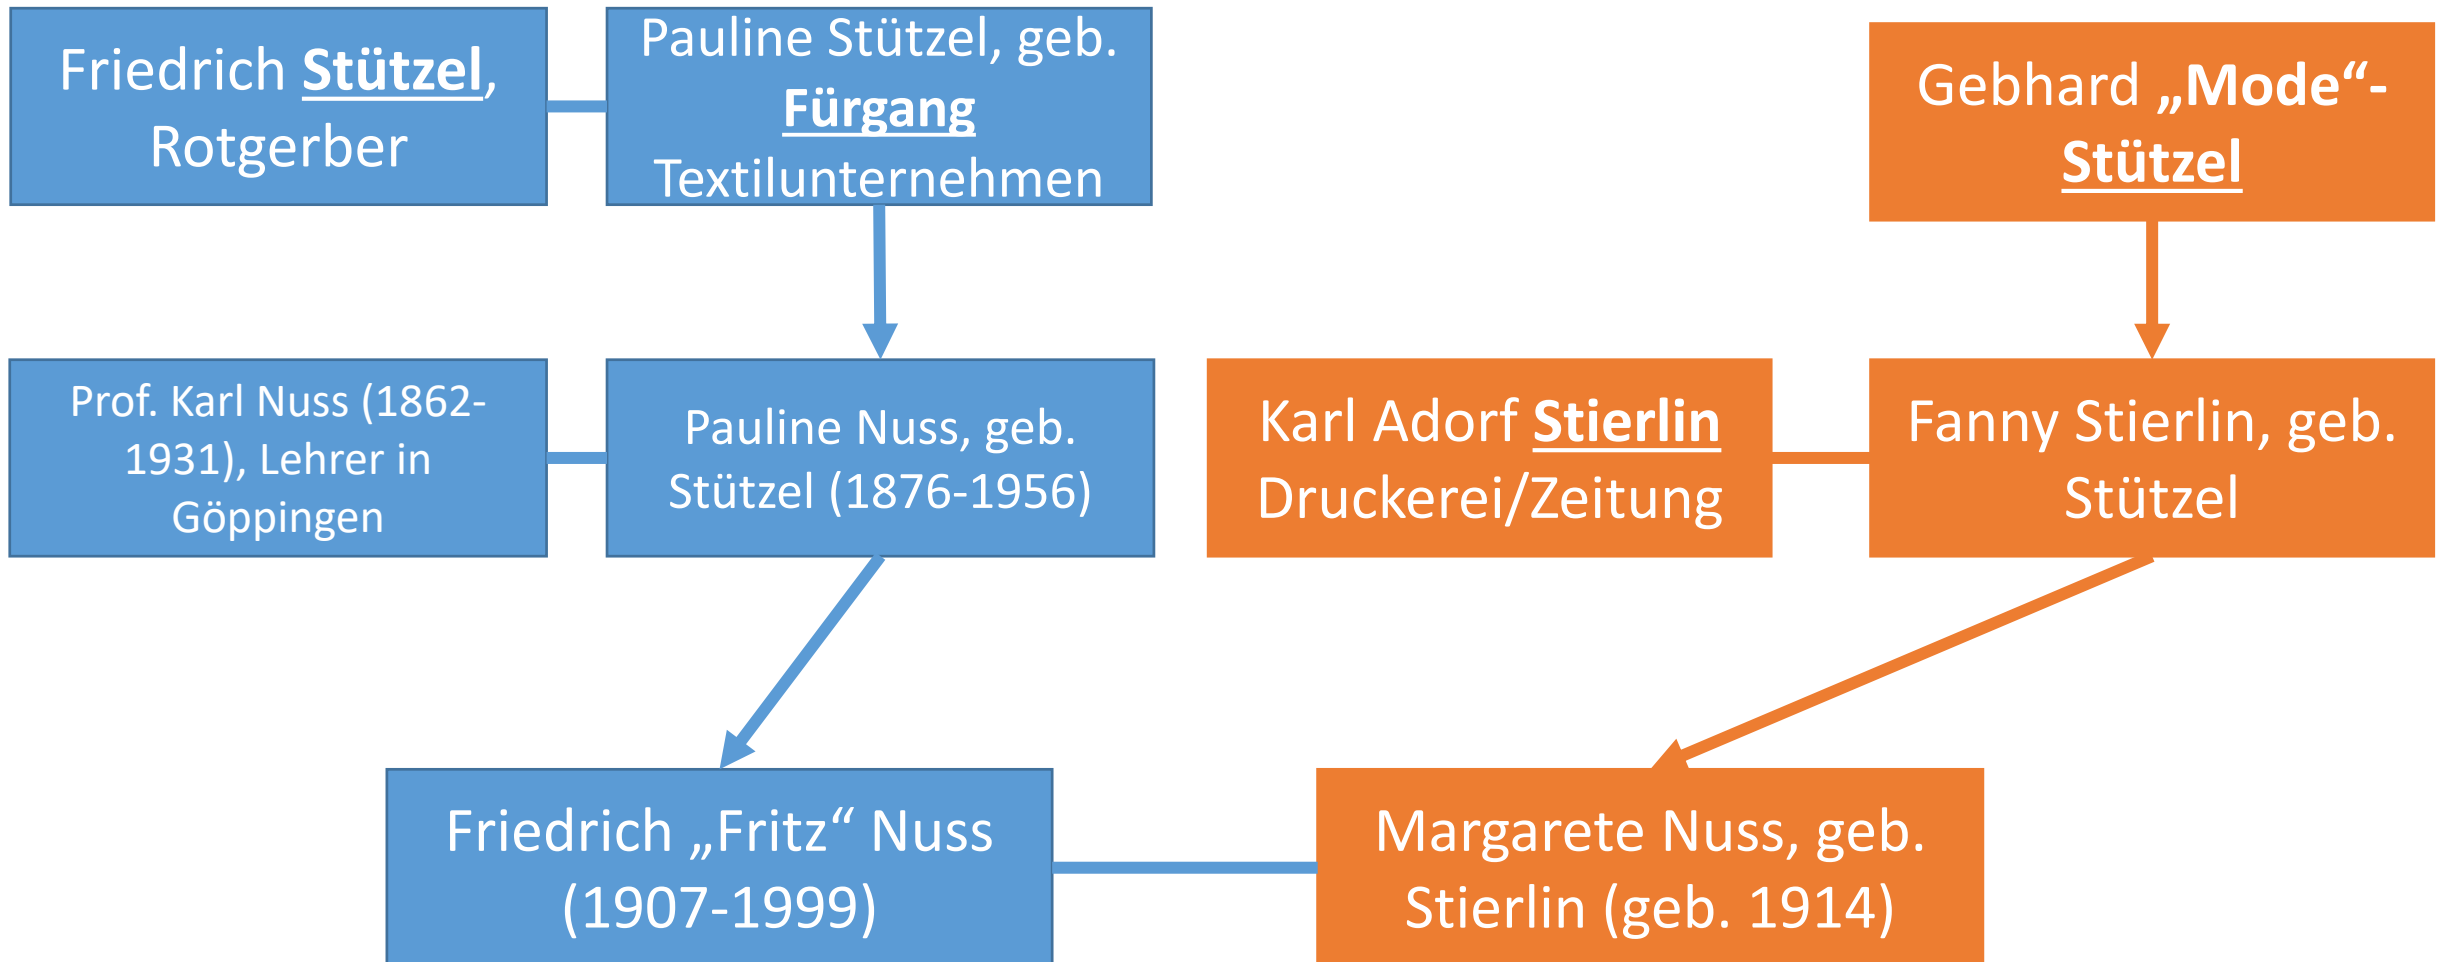 Friedrich Stützel,
Rotgerber
Pauline Stützel, geb.
Fürgang
Textilunternehmen
Gebhard „Mode“-
Stützel
Prof. Karl Nuss (1862-
1931), Lehrer in
Göppingen
Pauline Nuss, geb.
Stützel (1876-1956)
Karl Adorf Stierlin
Druckerei/Zeitung
Fanny Stierlin, geb.
Stützel
Friedrich „Fritz“ Nuss
(1907-1999)
Margarete Nuss, geb.
Stierlin (geb. 1914)